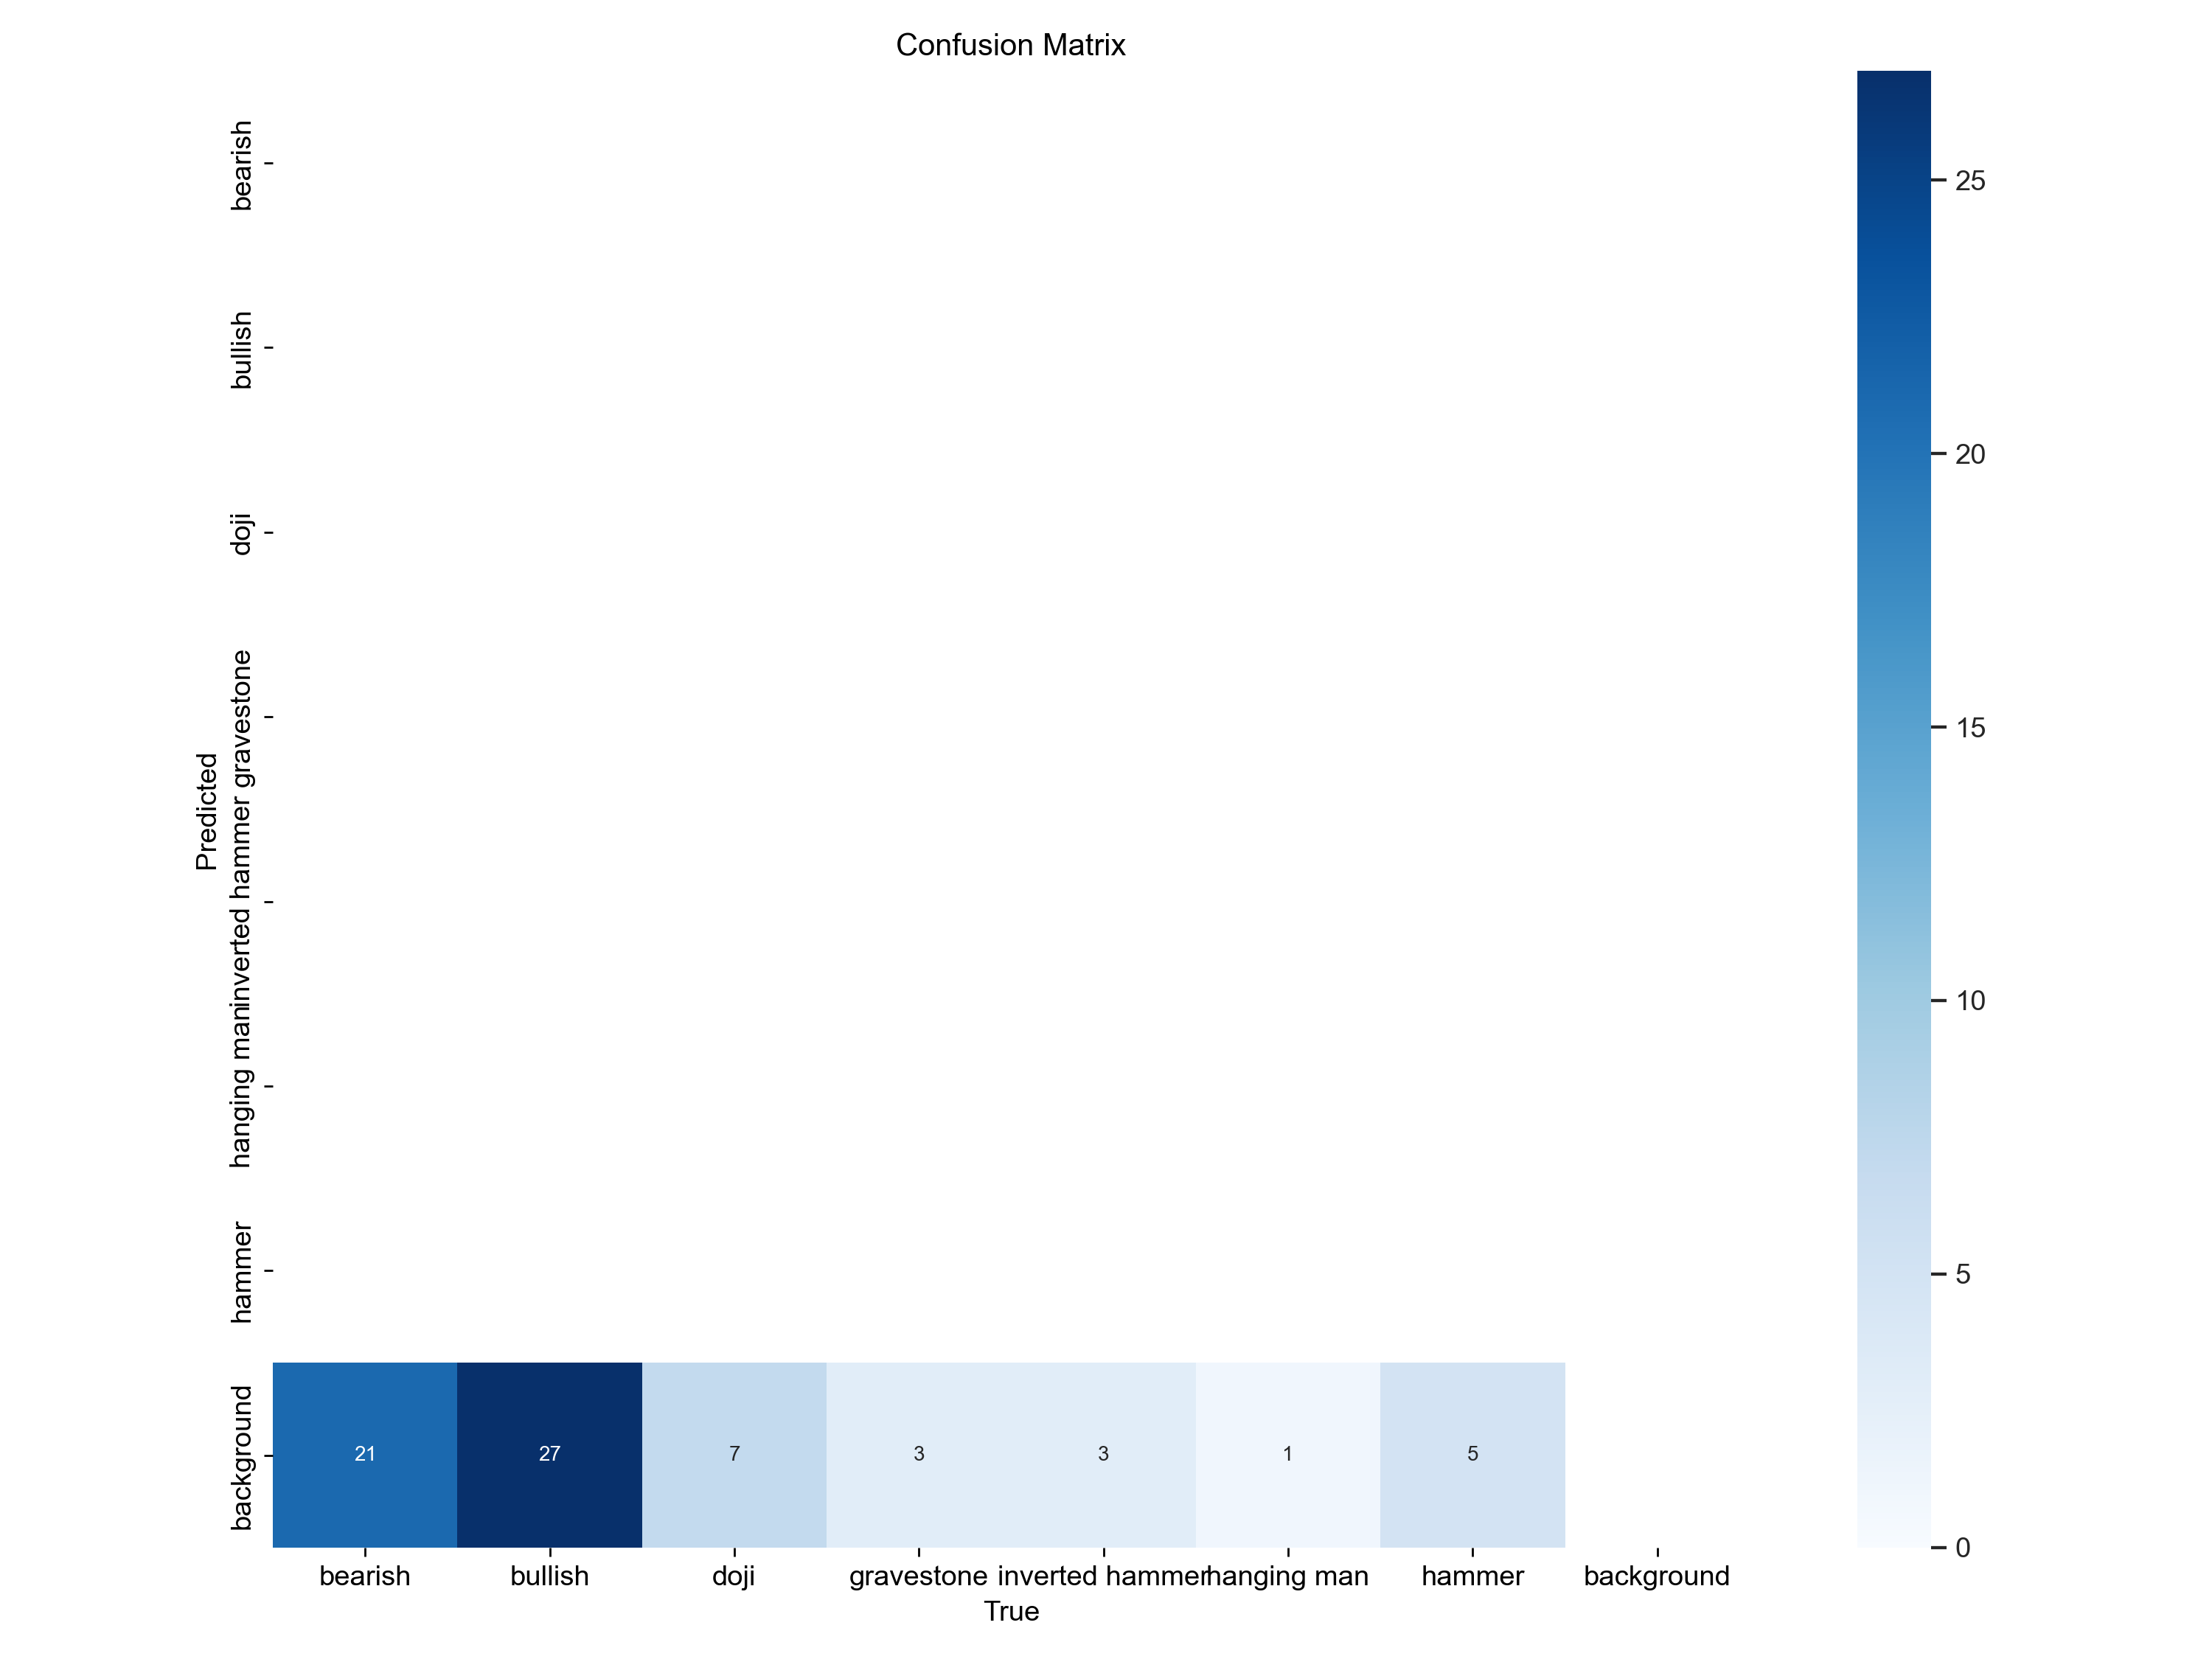 Confusion Matrix
bearish
bullish
doji
gravestone
inverted hammer
hanging man
hammer
background
Predicted
21 27 7 3 3 1 5
bearish bullish doji gravestone inverted hammer hanging man hammer background
True
25
20
15
10
5
0